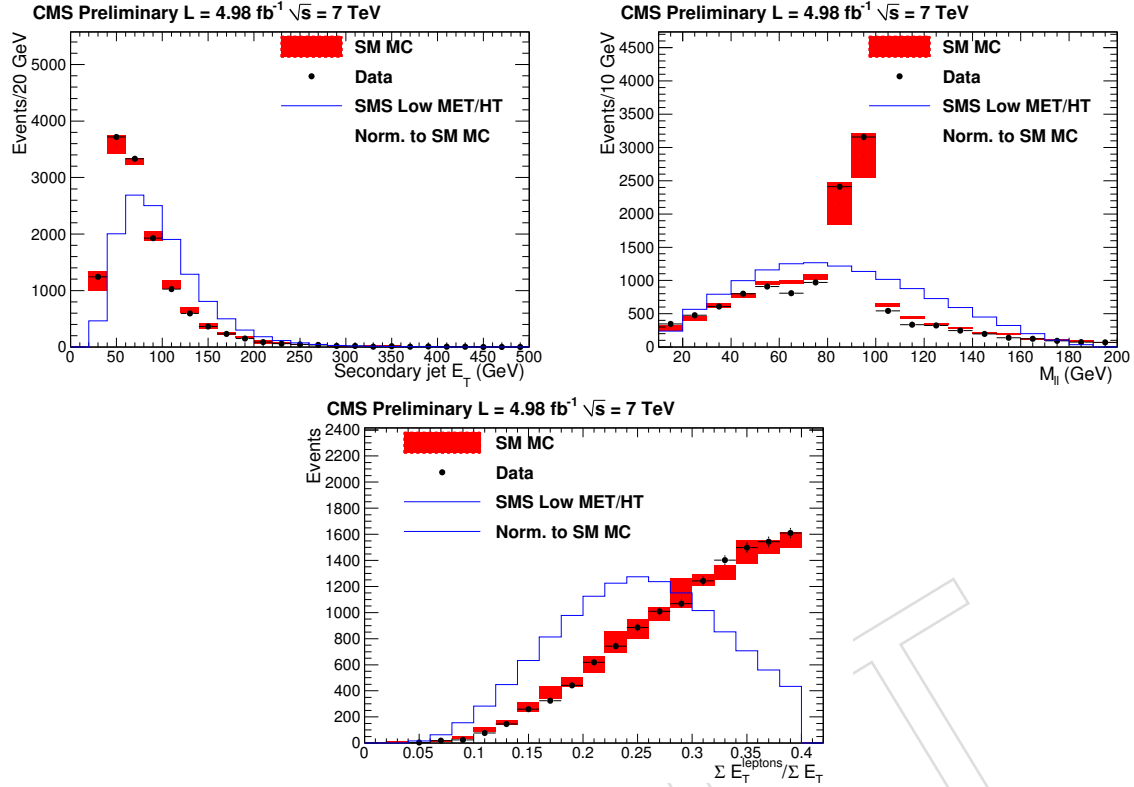 CMS Preliminary L = 4.98 fb⁻¹ √s = 7 TeV
Events/20 GeV
5000
4000
3000
2000
1000
0
SM MC
Data
SMS Low MET/HT
Norm. to SM MC
0 50 100 150 200 250 300 350 400 450 500
Secondary jet E_T (GeV)
CMS Preliminary L = 4.98 fb⁻¹ √s = 7 TeV
Events/10 GeV
4500
4000
3500
3000
2500
2000
1500
1000
500
0
SM MC
Data
SMS Low MET/HT
Norm. to SM MC
20 40 60 80 100 120 140 160 180 200
M_ll (GeV)
CMS Preliminary L = 4.98 fb⁻¹ √s = 7 TeV
Events
2400
2200
2000
1800
1600
1400
1200
1000
800
600
400
200
0
SM MC
Data
SMS Low MET/HT
Norm. to SM MC
0 0.05 0.1 0.15 0.2 0.25 0.3 0.35 0.4
Σ E_T^leptons/Σ E_T